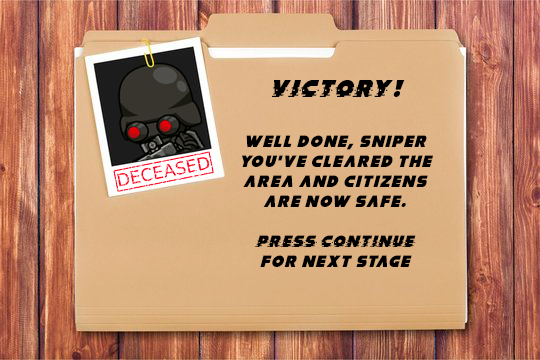 VICTORY!
WELL DONE, SNIPER
YOU'VE CLEARED THE
AREA AND CITIZENS
ARE NOW SAFE.
PRESS CONTINUE
FOR NEXT STAGE
DECEASED